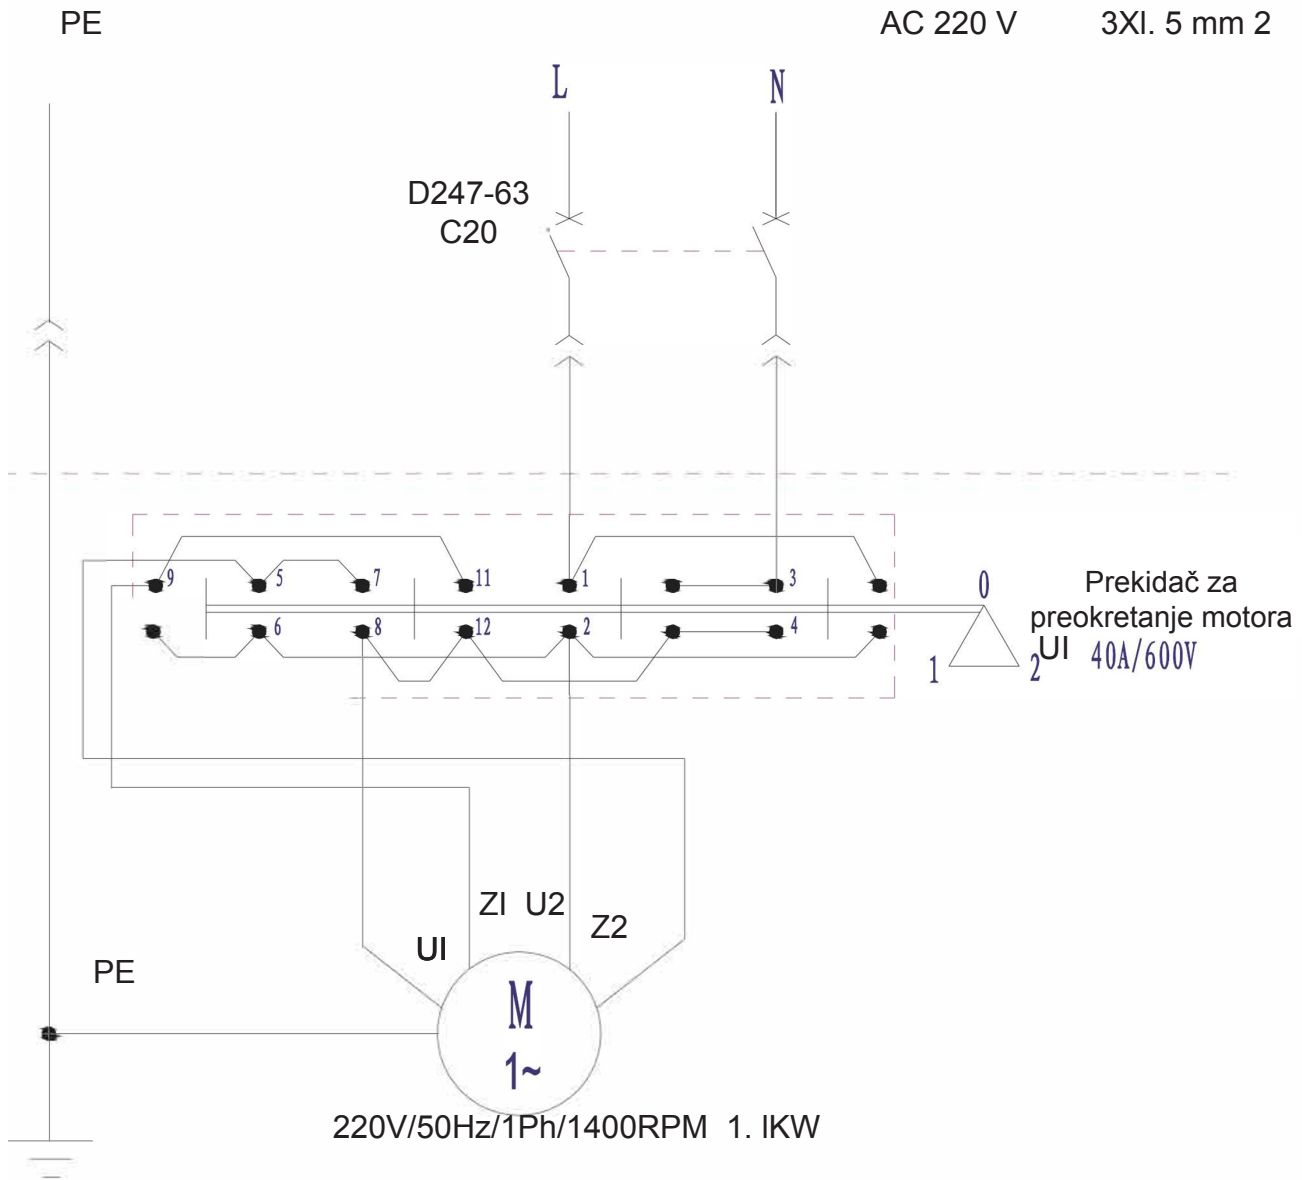 PE AC 220 V 3Xl. 5 mm 2
L N
D247-63
C20
9 5 7 11 1 3
6 8 12 2 4
0
1 2
Prekidač za
preokretanje motora
UI 40A/600V
ZI U2
Z2
UI
PE
M
1~
220V/50Hz/1Ph/1400RPM 1. lKW